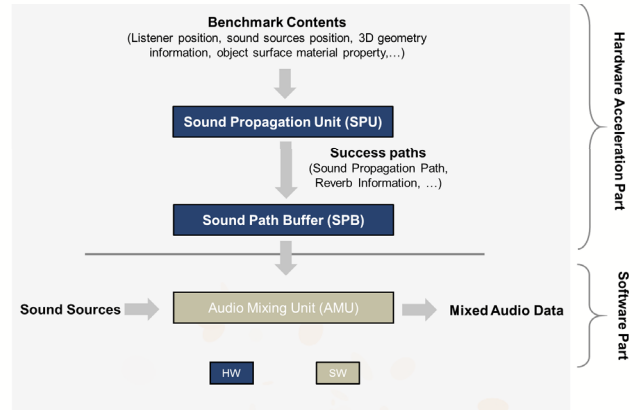 Benchmark Contents
(Listener position, sound sources position, 3D geometry
information, object surface material property,…)
Sound Propagation Unit (SPU)
Success paths
(Sound Propagation Path,
Reverb Information, …)
Sound Path Buffer (SPB)
Hardware Acceleration Part
Sound Sources
Audio Mixing Unit (AMU)
Mixed Audio Data
Software Part
HW
SW